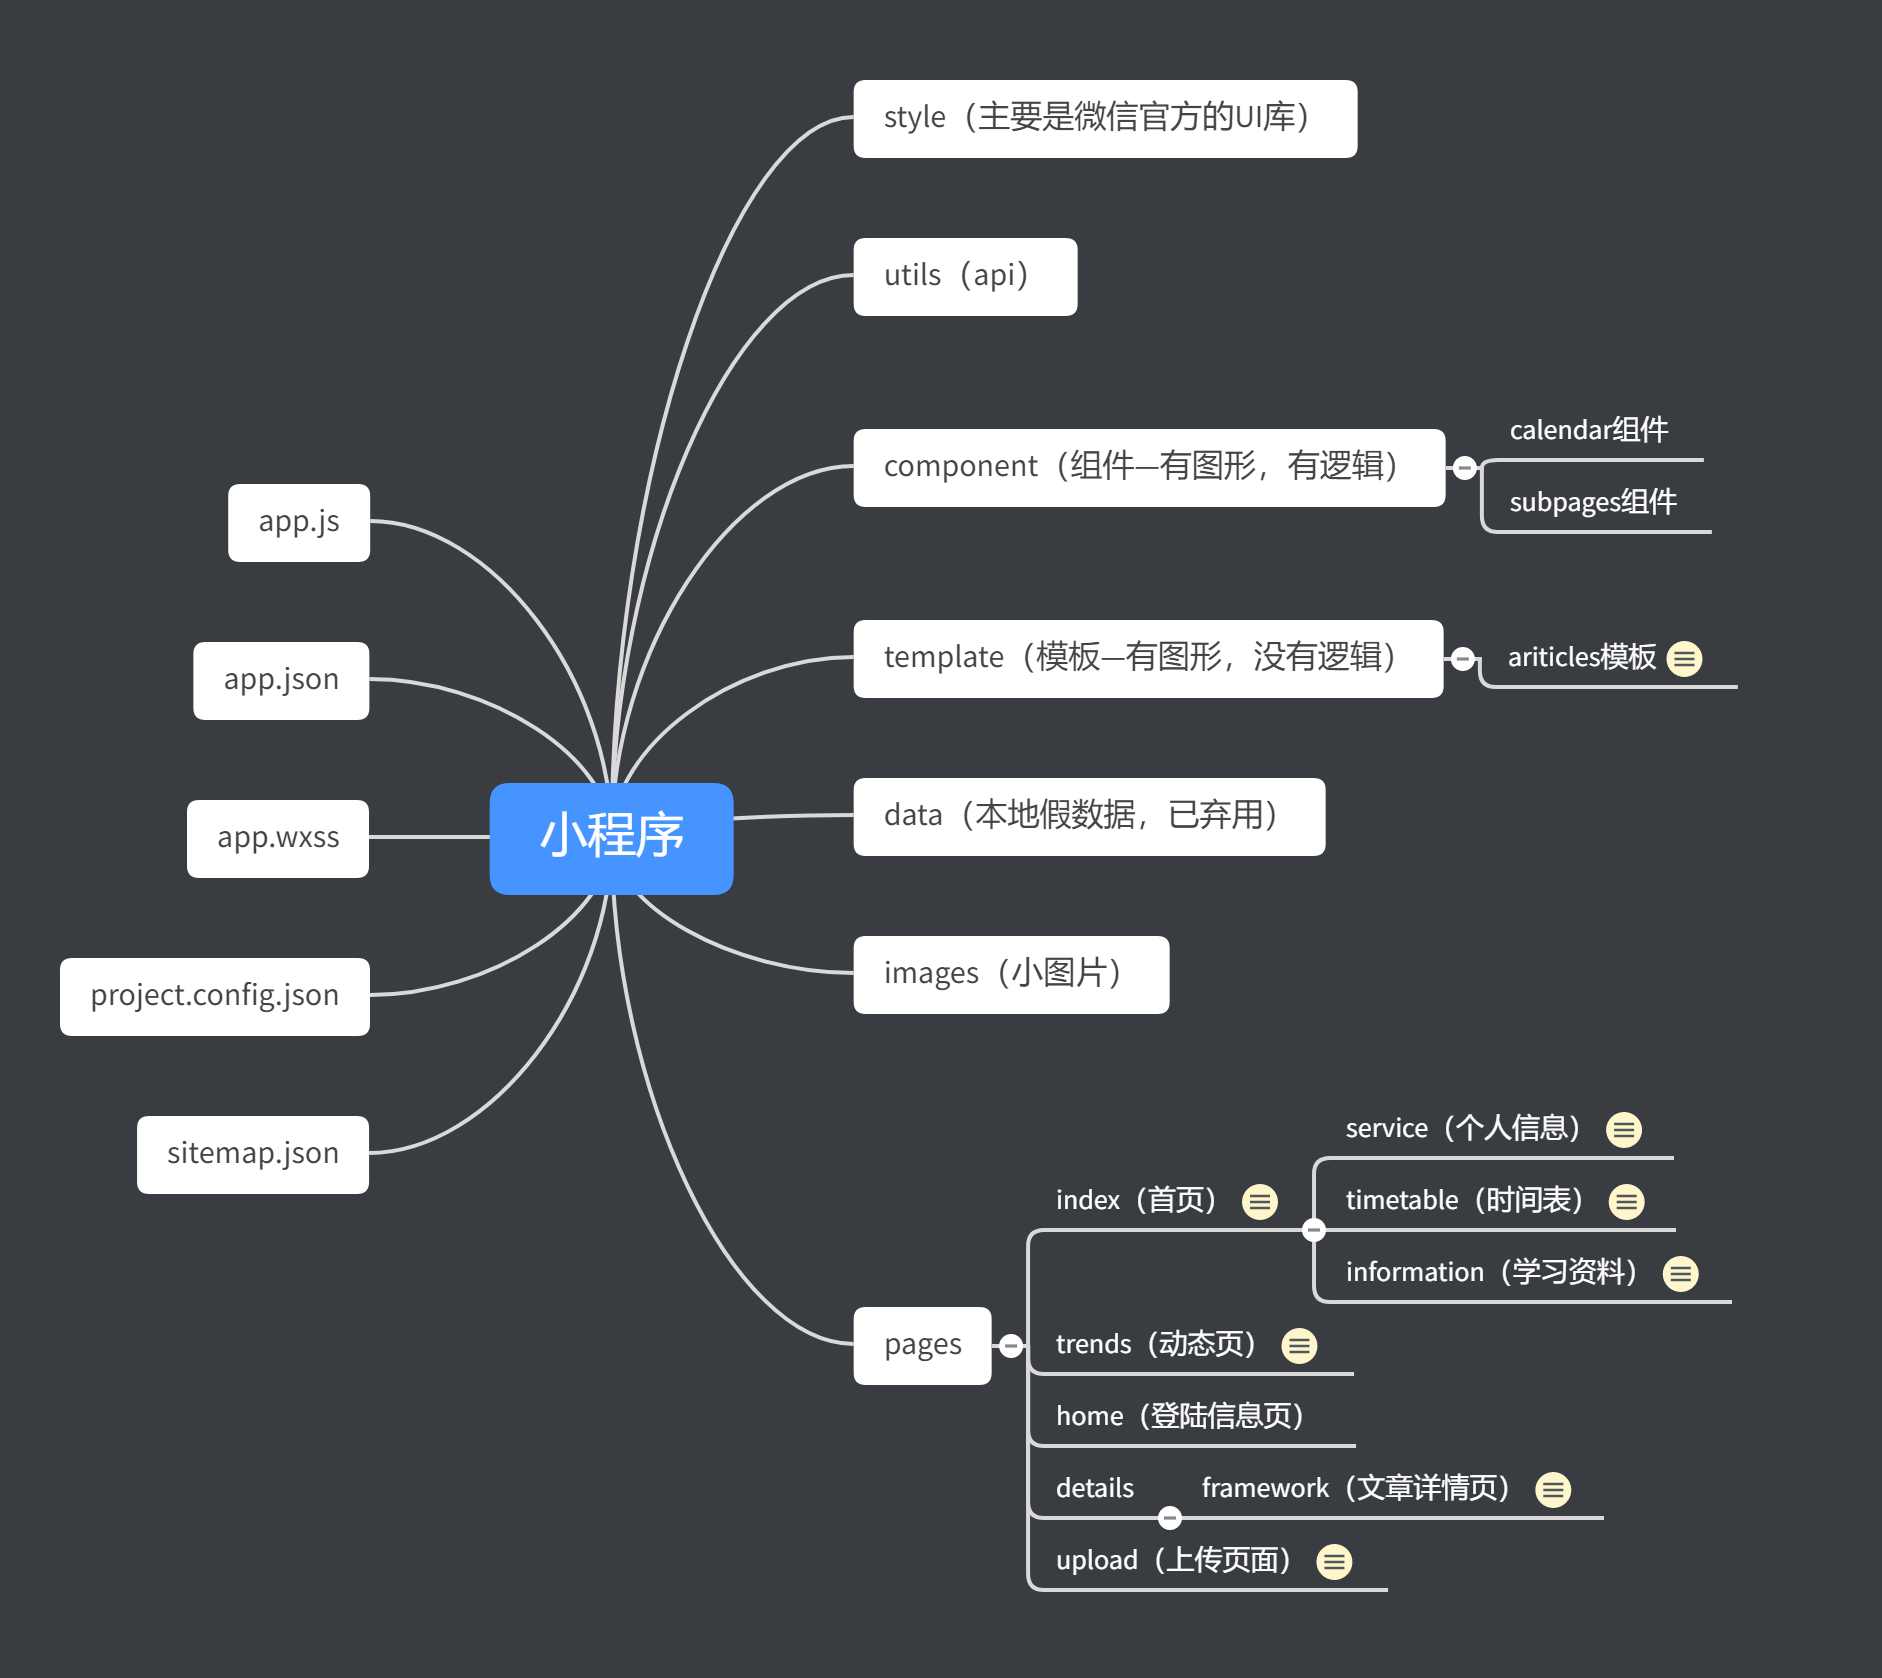 style（主要是微信官方的UI库）
utils（api）
component（组件—有图形，有逻辑）
calendar组件
subpages组件
template（模板—有图形，没有逻辑）
ariticles模板
data（本地假数据，已弃用）
images（小图片）
pages
index（首页）
service（个人信息）
timetable（时间表）
information（学习资料）
trends（动态页）
home（登陆信息页）
details
framework（文章详情页）
upload（上传页面）
小程序
app.js
app.json
app.wxss
project.config.json
sitemap.json